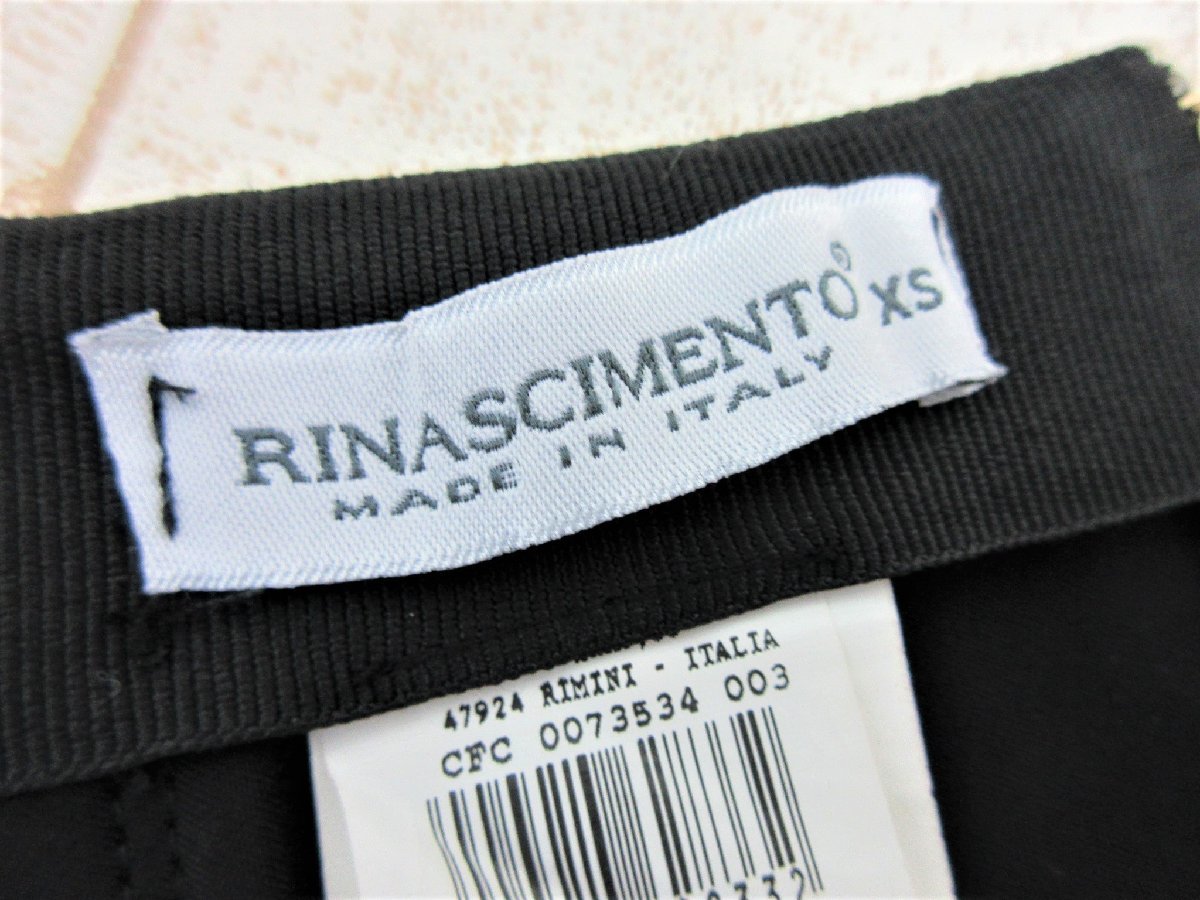 RINASCIMENTO® XS
MADE IN ITALY
47924 RIMINI - ITALIA
CFC 0073534 003